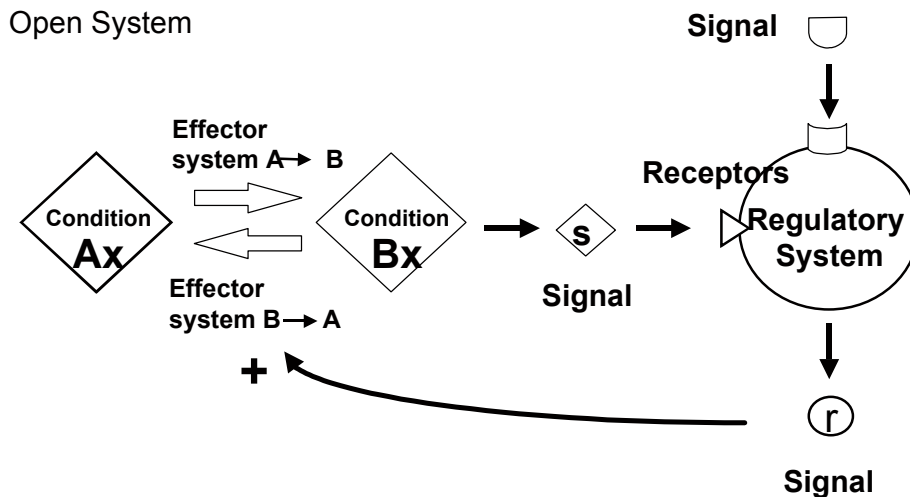 Open System
Signal
Effector
system A → B
Receptors
Condition
Ax
Condition
Bx
s
Regulatory
System
Signal
Effector
system B → A
+
r
Signal